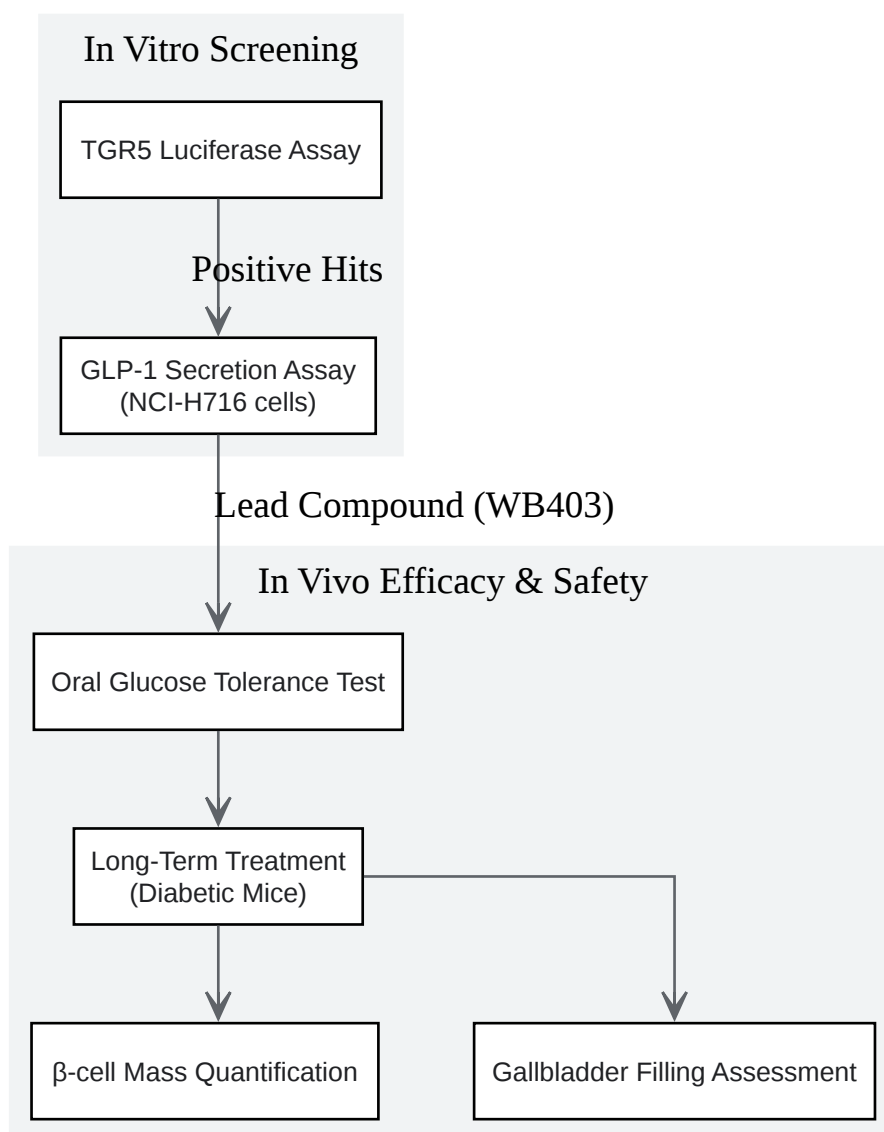 In Vitro Screening
TGR5 Luciferase Assay
Positive Hits
GLP-1 Secretion Assay
(NCI-H716 cells)
Lead Compound (WB403)
In Vivo Efficacy & Safety
Oral Glucose Tolerance Test
Long-Term Treatment
(Diabetic Mice)
β-cell Mass Quantification
Gallbladder Filling Assessment